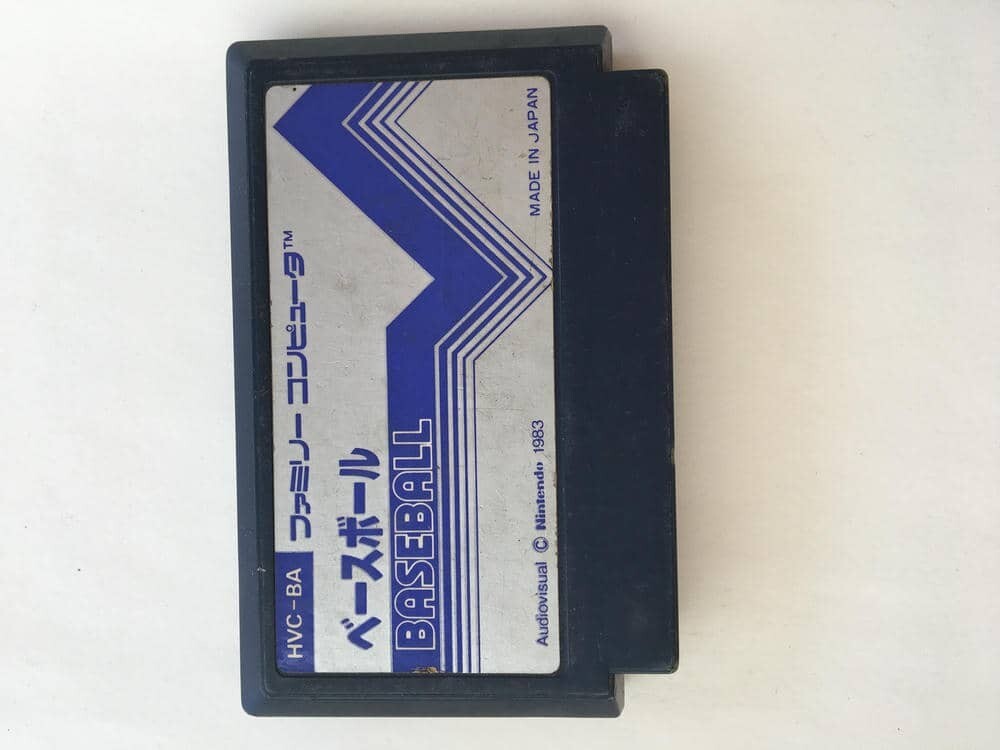 HVC-BA ファミリー コンピュータ™
ベースボール
BASEBALL
Audiovisual © Nintendo 1983
MADE IN JAPAN